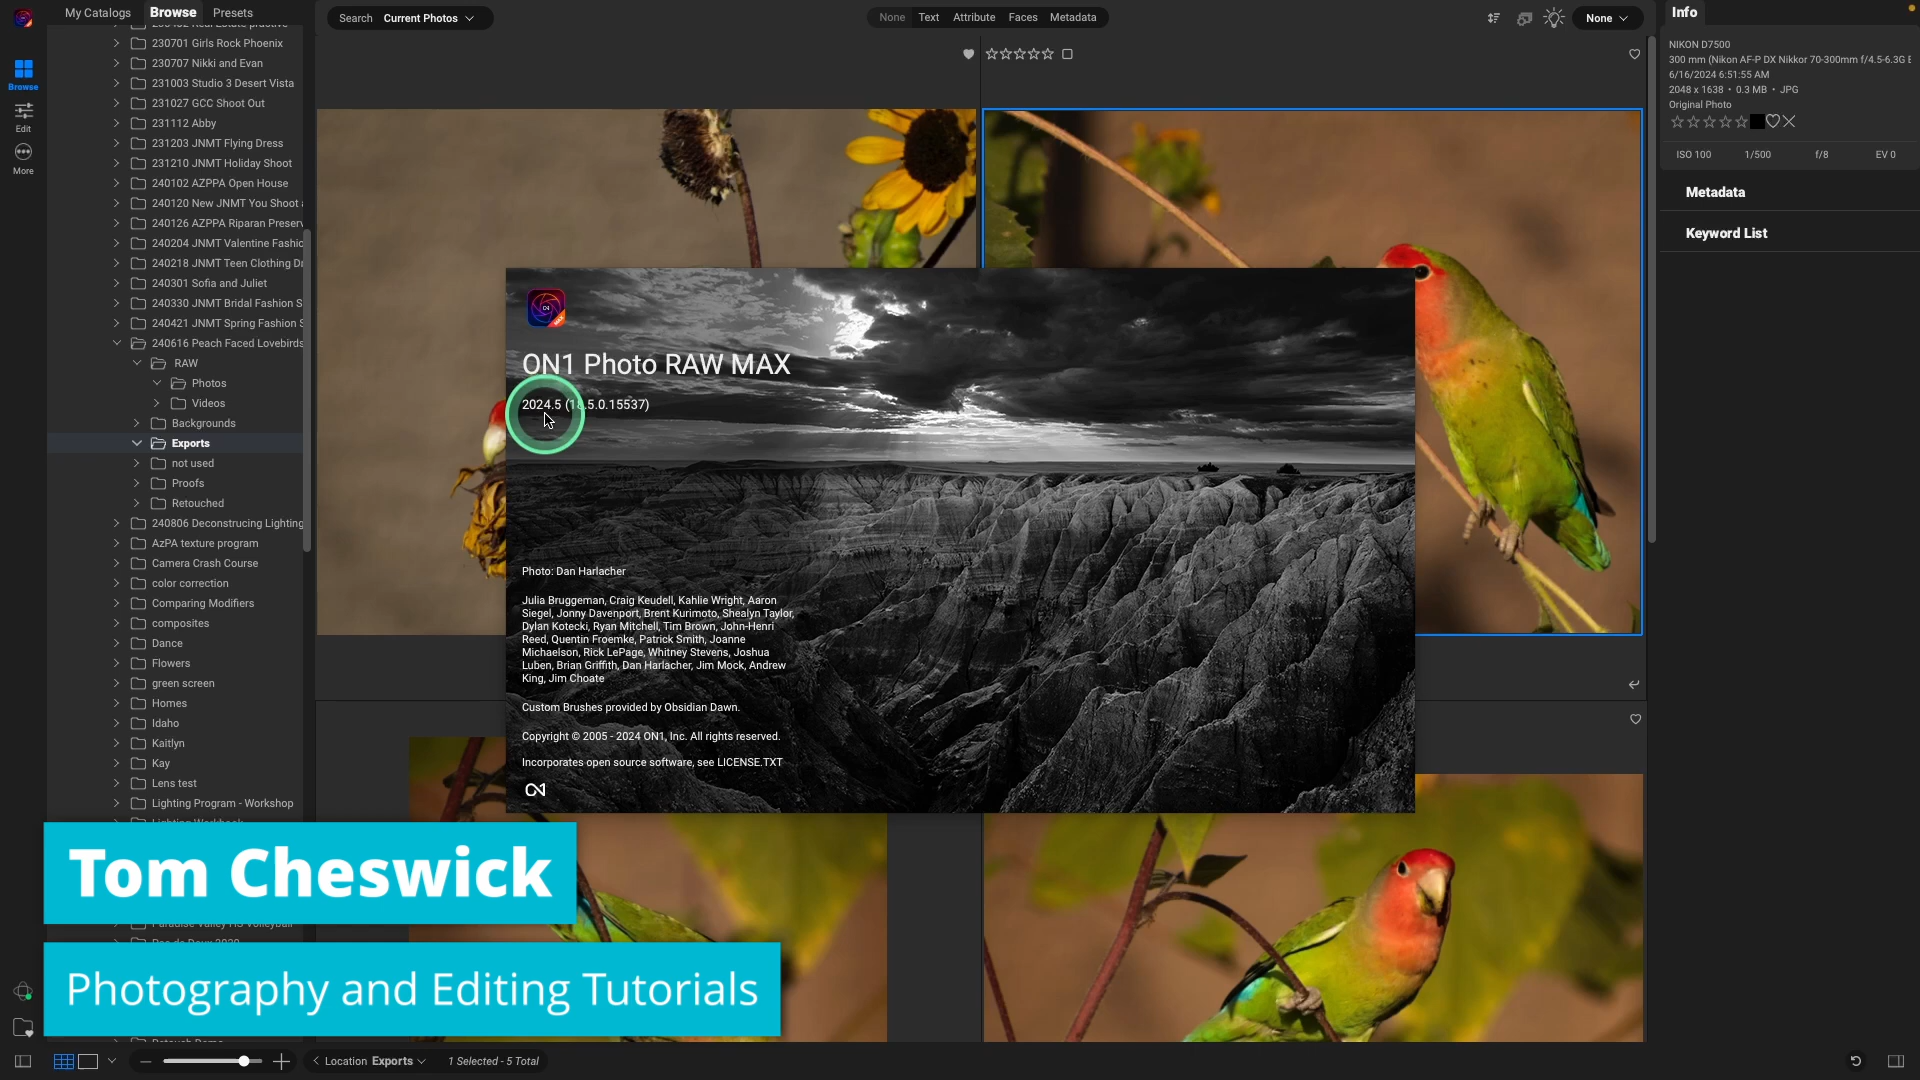 My Catalogs
Browse
Presets
Search Current Photos
None Text Attribute Faces Metadata
None
Info
Browse
Edit
More
230701 Girls Rock Phoenix
230707 Nikki and Evan
231003 Studio 3 Desert Vista
231027 GCC Shoot Out
231112 Abby
231203 JNMT Flying Dress
231210 JNMT Holiday Shoot
240102 AZPPA Open House
240120 New JNMT You Shoot
240126 AZPPA Riparan Preserv
240204 JNMT Valentine Fashio
240218 JNMT Teen Clothing Dr
240301 Sofia and Juliet
240330 JNMT Bridal Fashion S
240421 JNMT Spring Fashion S
240616 Peach Faced Lovebirds
RAW
Photos
Videos
Backgrounds
Exports
not used
Proofs
Retouched
240806 Deconstrucing Lighting
AzPA texture program
Camera Crash Course
color correction
Comparing Modifiers
composites
Dance
Flowers
green screen
Homes
Idaho
Kaitlyn
Kay
Lens test
Lighting Program - Workshop
ON1 Photo RAW MAX
2024.5 (18.5.0.15537)
Photo: Dan Harlacher
Julia Bruggeman, Craig Keudell, Kahlie Wright, Aaron
Siegel, Jonny Davenport, Brent Kurimoto, Shealyn Taylor,
Dylan Kotecki, Ryan Mitchell, Tim Brown, John-Henri
Reed, Quentin Froemke, Patrick Smith, Joanne
Michaelson, Rick LePage, Whitney Stevens, Joshua
Luben, Brian Griffith, Dan Harlacher, Jim Mock, Andrew
King, Jim Choate
Custom Brushes provided by Obsidian Dawn.
Copyright © 2005 - 2024 ON1, Inc. All rights reserved.
Incorporates open source software, see LICENSE.TXT
NIKON D7500
300 mm (Nikon AF-P DX Nikkor 70-300mm f/4.5-6.3G E
6/16/2024 6:51:55 AM
2048 x 1638 • 0.3 MB • JPG
Original Photo
ISO 100 1/500 f/8 EV 0
Metadata
Keyword List
Tom Cheswick
Photography and Editing Tutorials
Location Exports
1 Selected - 5 Total